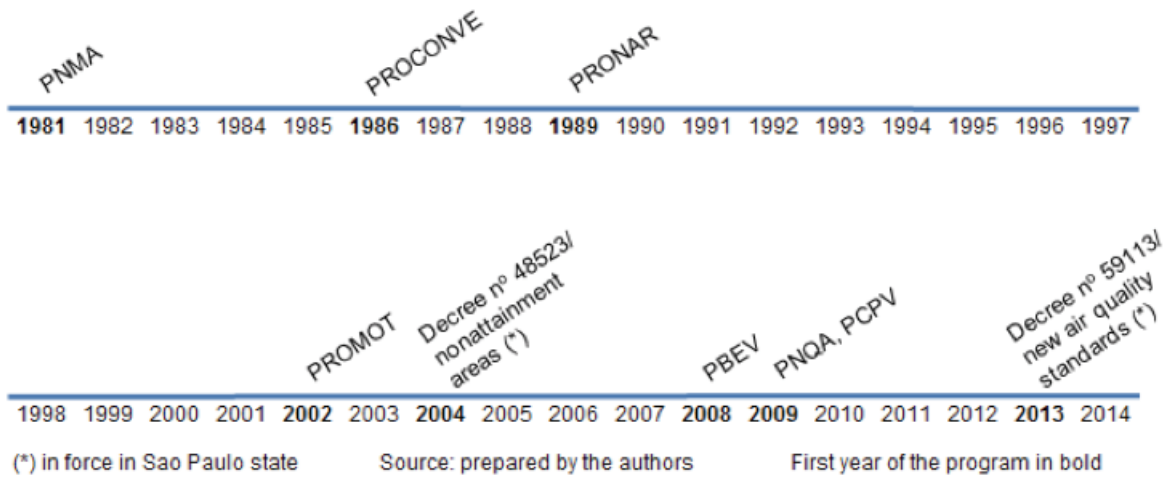 PNMA
PROCONVE
PRONAR
1981 1982 1983 1984 1985 1986 1987 1988 1989 1990 1991 1992 1993 1994 1995 1996 1997
PROMOT
Decree nº 48523/
nonattainment
areas (*)
PBEV
PNQA, PCPV
Decree nº 59113/
new air quality
standards (*)
1998 1999 2000 2001 2002 2003 2004 2005 2006 2007 2008 2009 2010 2011 2012 2013 2014
(*) in force in Sao Paulo state Source: prepared by the authors First year of the program in bold